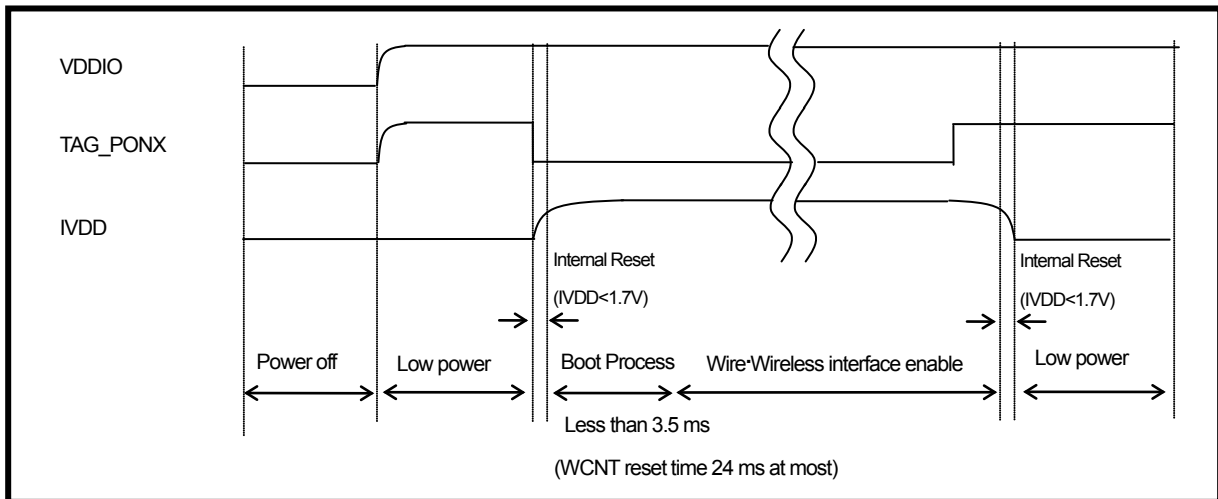 VDDIO
TAG_PONX
IVDD
Internal Reset
(IVDD<1.7V)
Internal Reset
(IVDD<1.7V)
Power off
Low power
Boot Process
Wire·Wireless interface enable
Low power
Less than 3.5 ms
(WCNT reset time 24 ms at most)